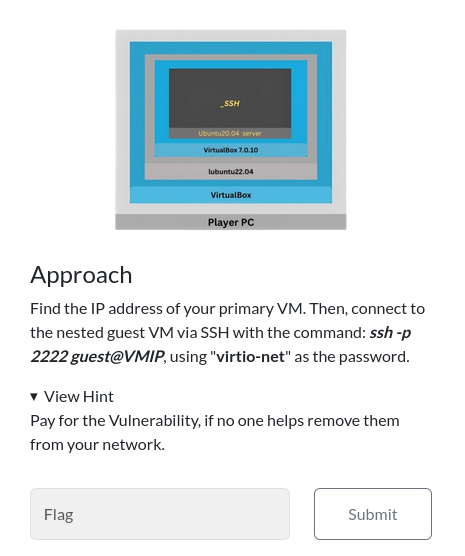 _SSH
Ubuntu20.04 server
VirtualBox 7.0.10
lubuntu22.04
VirtualBox
Player PC
Approach
Find the IP address of your primary VM. Then, connect to
the nested guest VM via SSH with the command: ssh -p
2222 guest@VMIP, using "virtio-net" as the password.
▼ View Hint
Pay for the Vulnerability, if no one helps remove them
from your network.
Flag
Submit